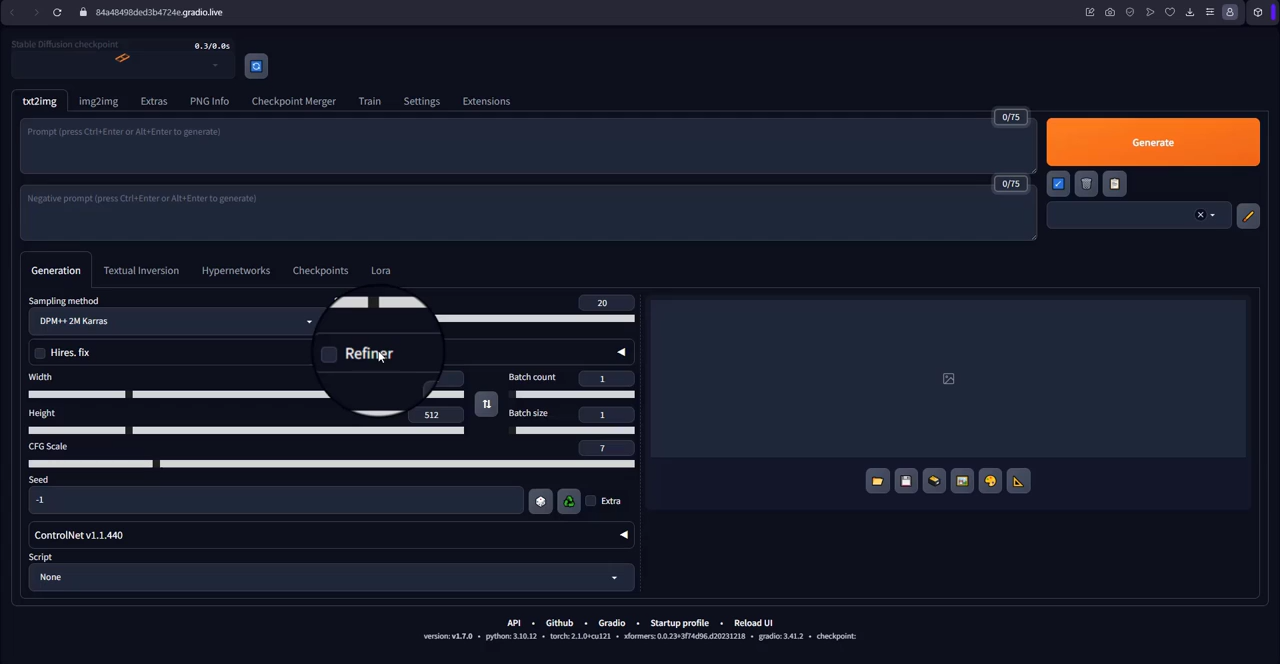 84a48498ded3b4724e.gradio.live
Stable Diffusion checkpoint
0.3/0.0s
txt2img img2img Extras PNG Info Checkpoint Merger Train Settings Extensions
Prompt (press Ctrl+Enter or Alt+Enter to generate)
0/75
Generate
Negative prompt (press Ctrl+Enter or Alt+Enter to generate)
0/75
Generation Textual Inversion Hypernetworks Checkpoints Lora
Sampling method
20
DPM++ 2M Karras
Hires. fix
Refiner
Width
Batch count
1
Height
512
Batch size
1
CFG Scale
7
Seed
-1
Extra
ControlNet v1.1.440
Script
None
API • Github • Gradio • Startup profile • Reload UI
version: v1.7.0 • python: 3.10.12 • torch: 2.1.0+cu121 • xformers: 0.0.23+3f74d96.d20231218 • gradio: 3.41.2 • checkpoint: